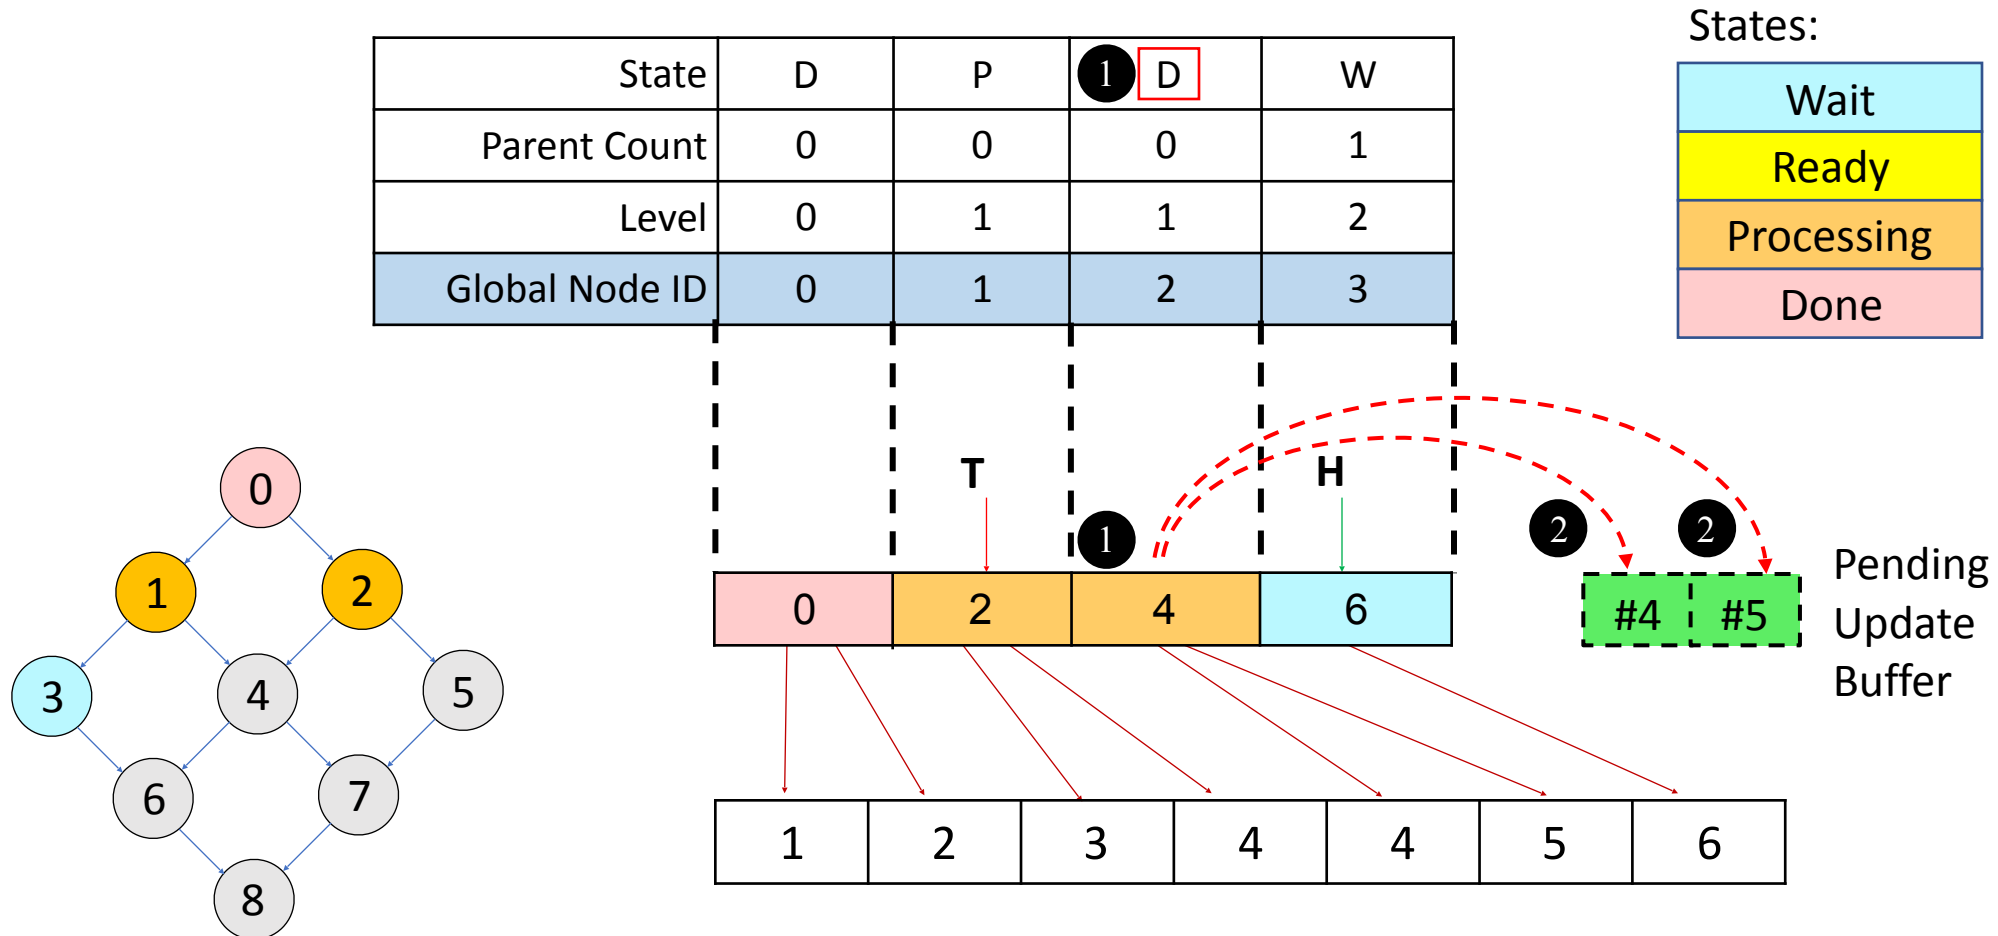 States:
State D P 1 D W
Parent Count 0 0 0 1
Level 0 1 1 2
Global Node ID 0 1 2 3
Wait
Ready
Processing
Done
T H
1 2 2
0 2 4 6
#4 #5
Pending
Update
Buffer
1 2 3 4 4 5 6
0
1 2
3 4 5
6 7
8